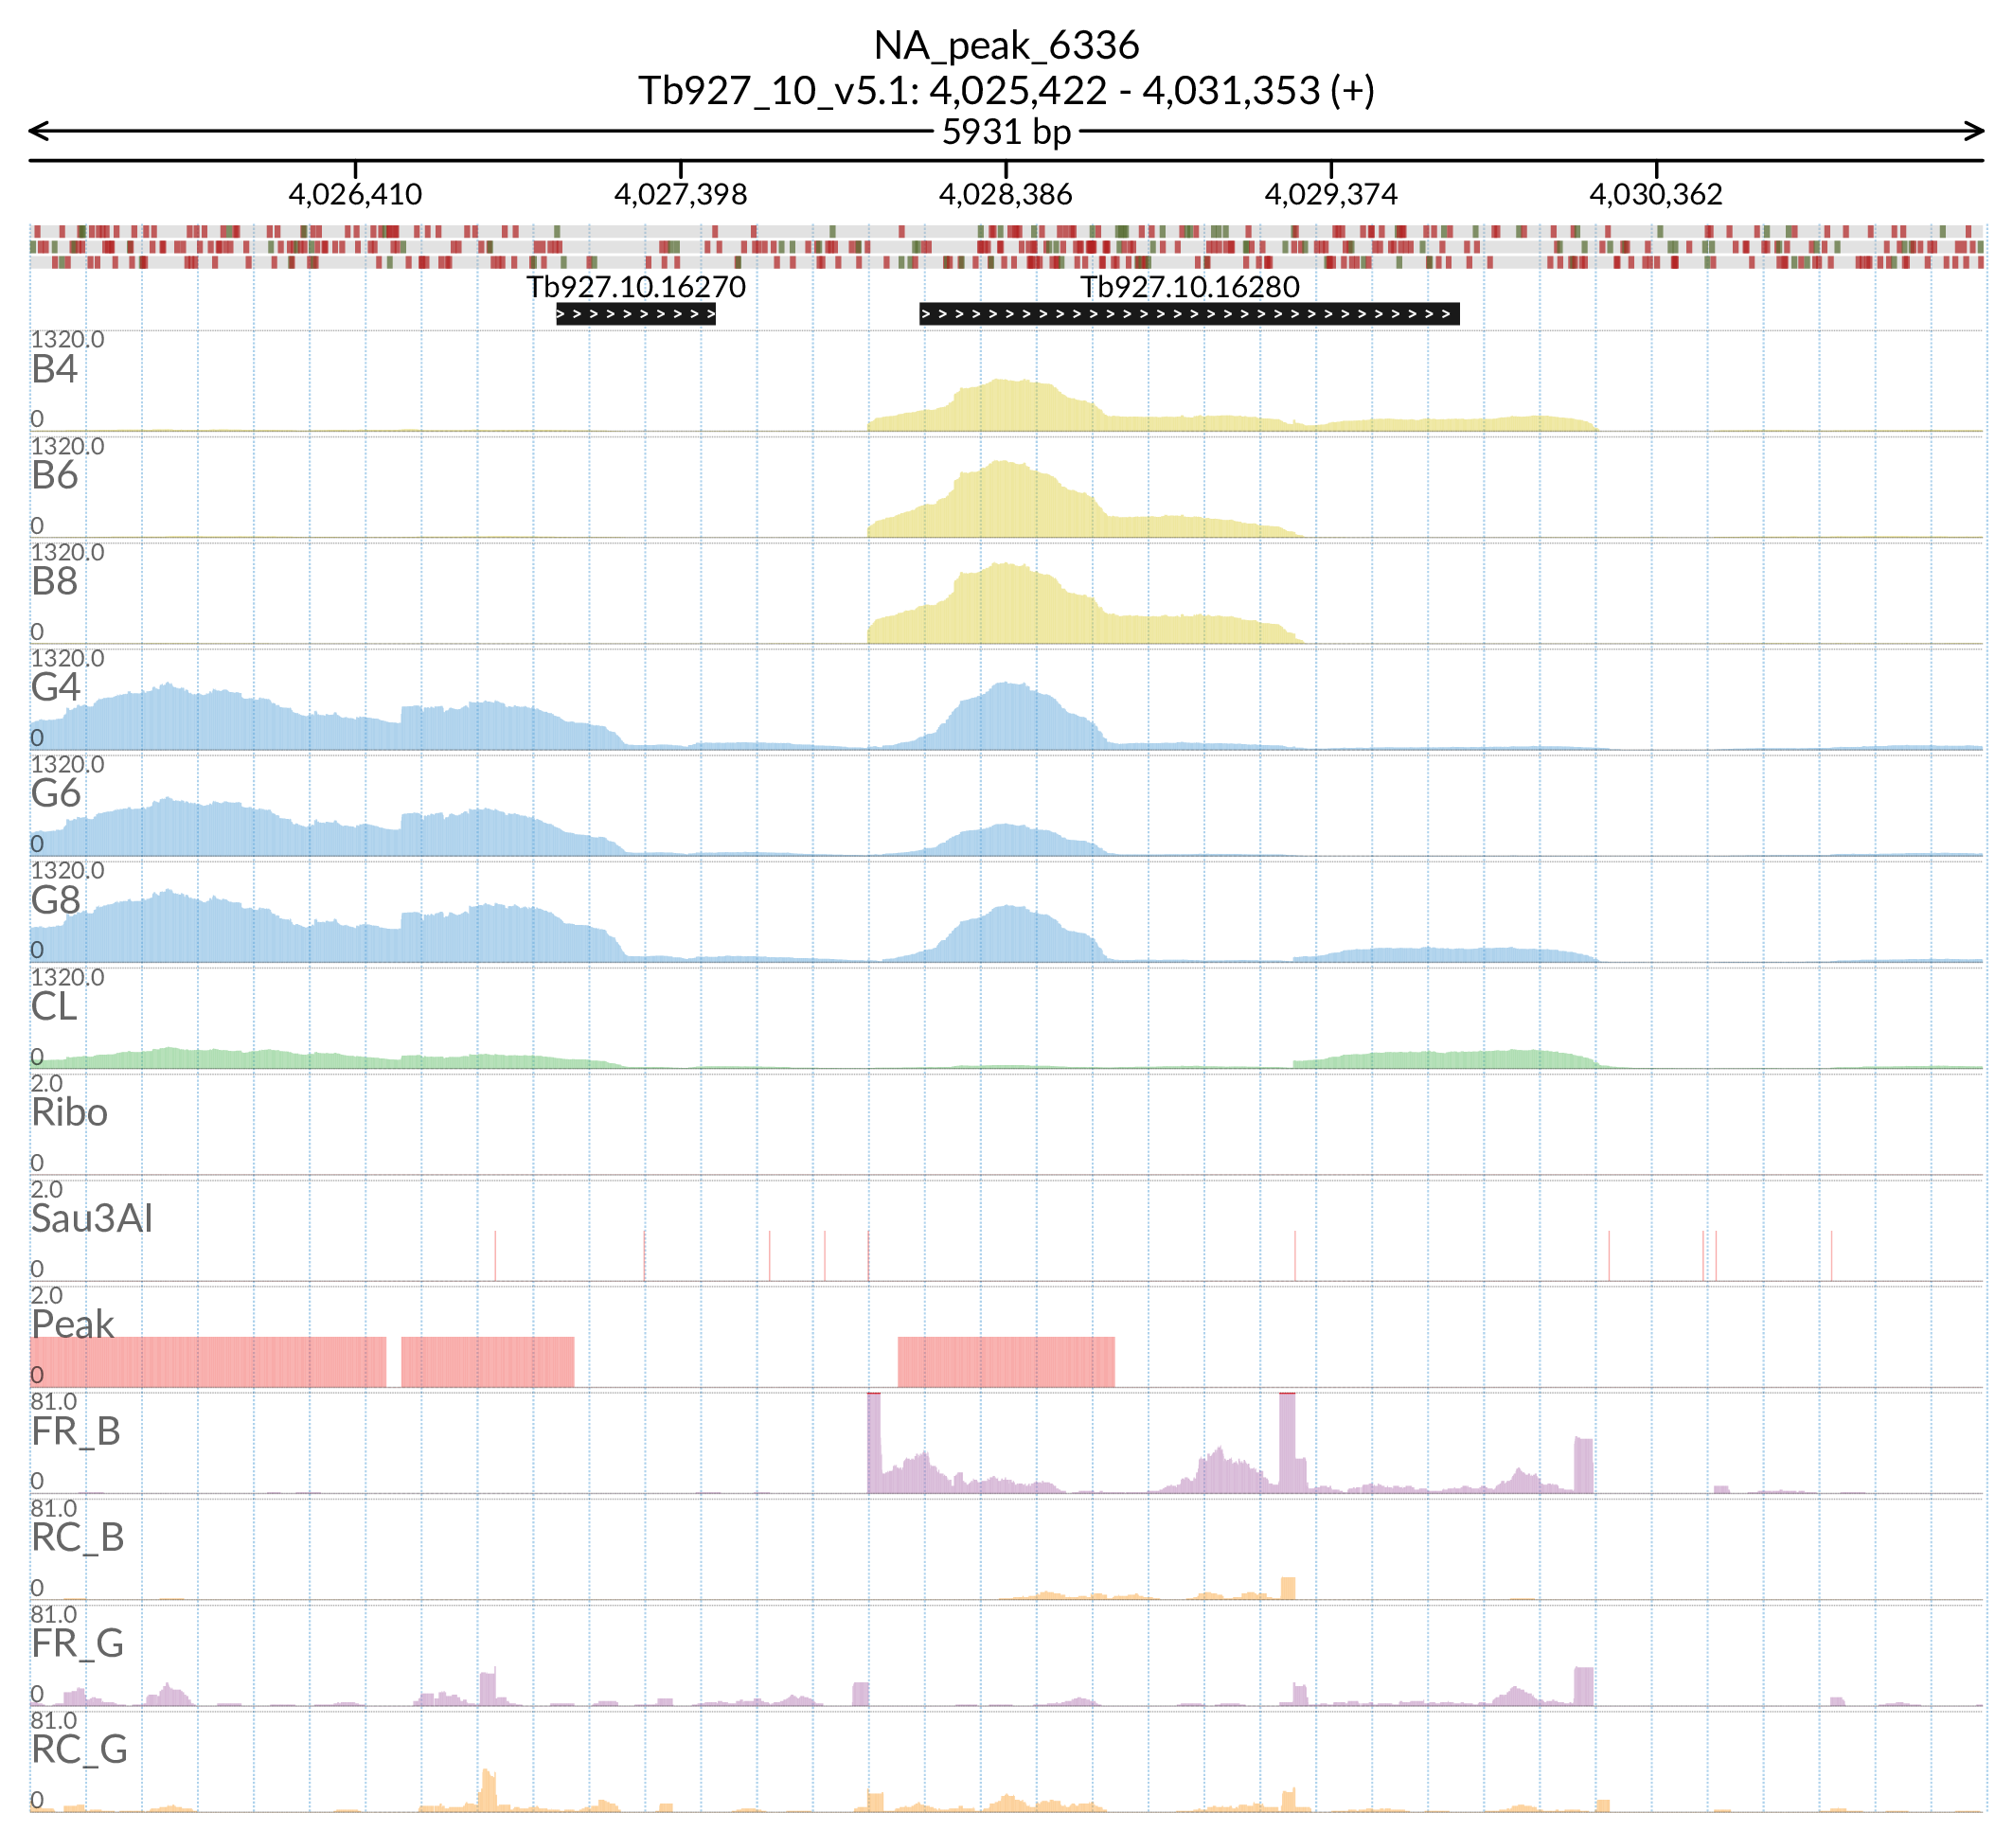 NA_peak_6336
Tb927_10_v5.1: 4,025,422 - 4,031,353 (+)
5931 bp
4,026,410 4,027,398 4,028,386 4,029,374 4,030,362
Tb927.10.16270 Tb927.10.16280
1320.0
B4
0
1320.0
B6
0
1320.0
B8
0
1320.0
G4
0
1320.0
G6
0
1320.0
G8
0
1320.0
CL
0
2.0
Ribo
0
2.0
Sau3AI
0
2.0
Peak
0
81.0
FR_B
0
81.0
RC_B
0
81.0
FR_G
0
81.0
RC_G
0